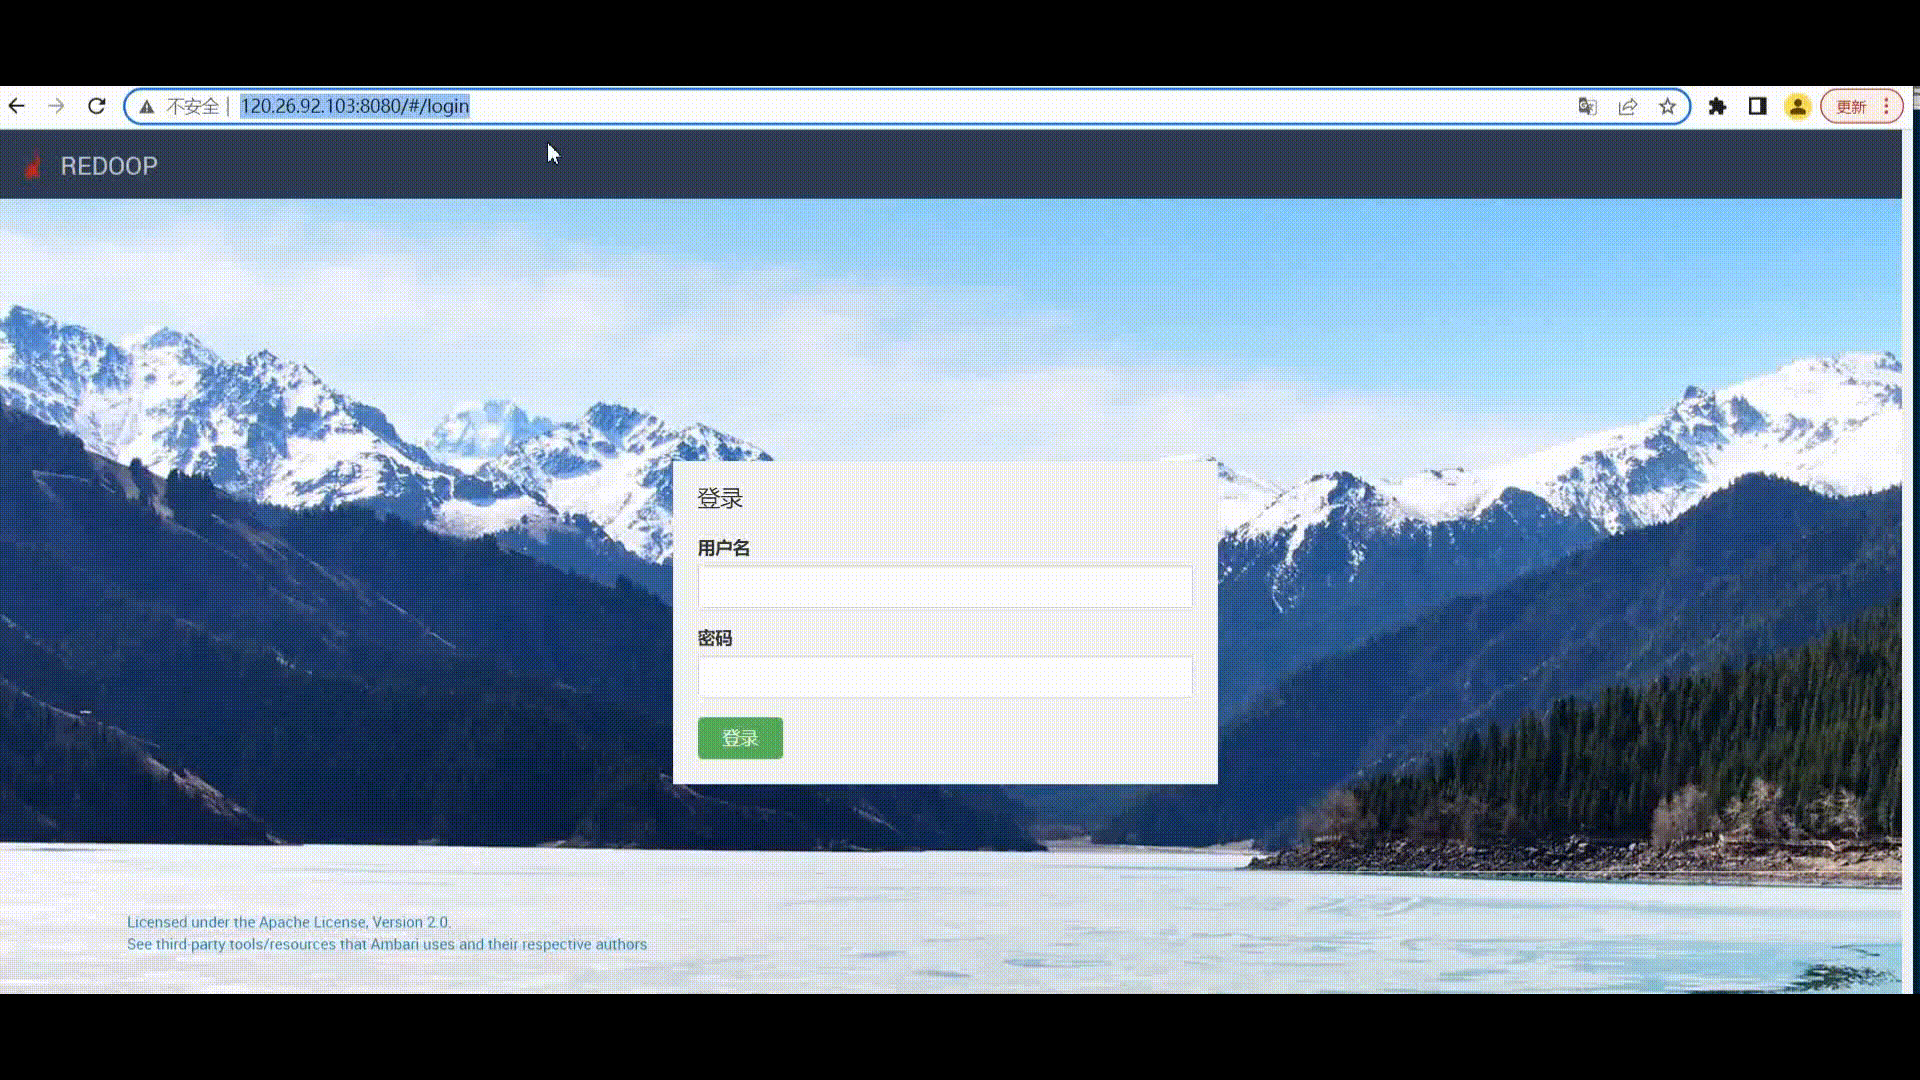 不安全 | 120.26.92.103:8080/#/login
更新
REDOOP
登录
用户名
密码
登录
Licensed under the Apache License, Version 2.0.
See third-party tools/resources that Ambari uses and their respective authors